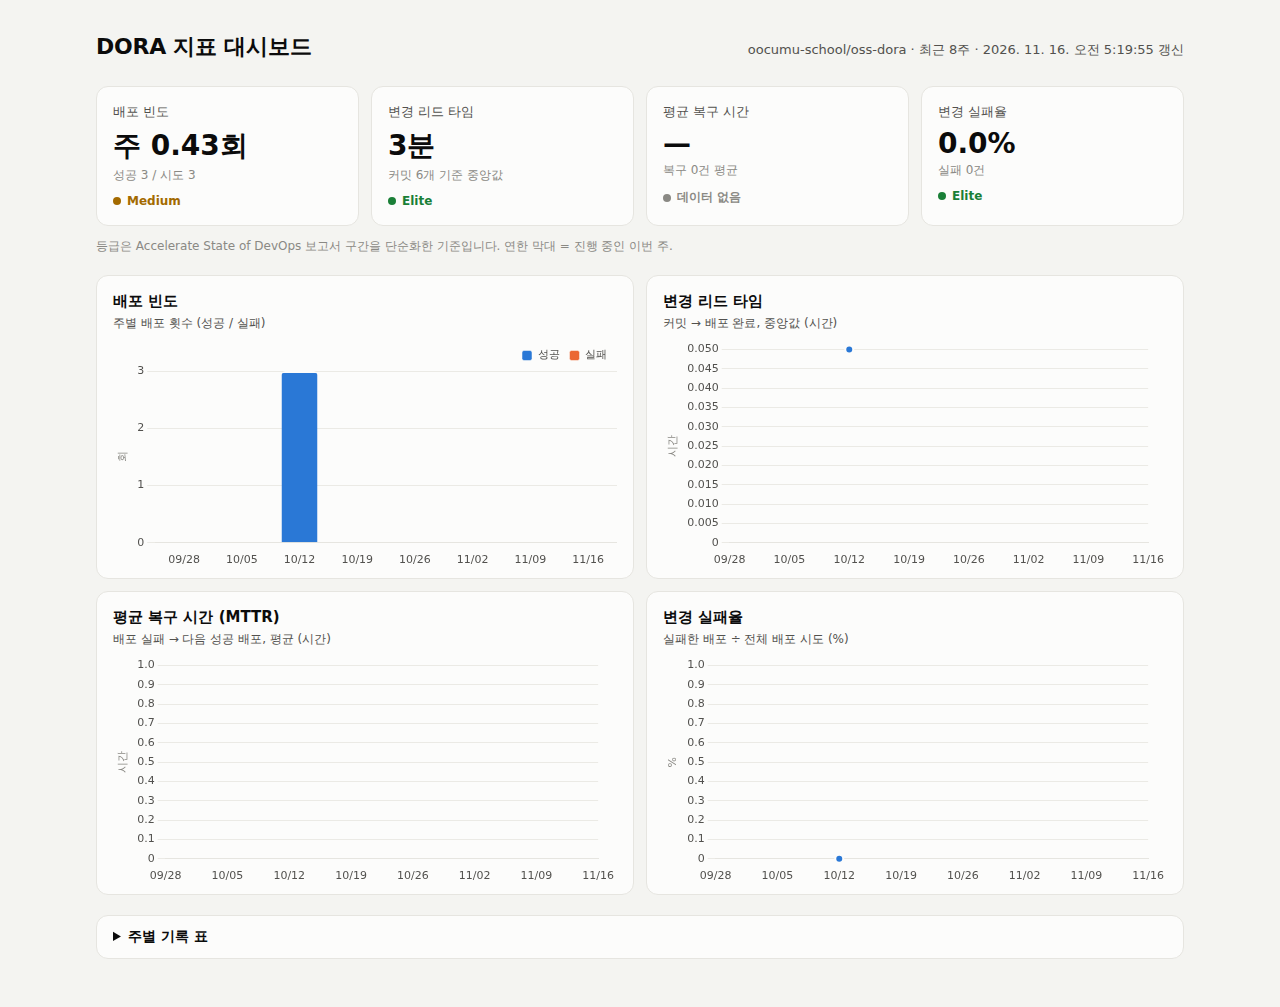 DORA 지표 대시보드
oocumu-school/oss-dora · 최근 8주 · 2026. 11. 16. 오전 5:19:55 갱신
배포 빈도
주 0.43회
성공 3 / 시도 3
Medium
변경 리드 타임
3분
커밋 6개 기준 중앙값
Elite
평균 복구 시간
—
복구 0건 평균
데이터 없음
변경 실패율
0.0%
실패 0건
Elite
등급은 Accelerate State of DevOps 보고서 구간을 단순화한 기준입니다. 연한 막대 = 진행 중인 이번 주.
배포 빈도
주별 배포 횟수 (성공 / 실패)
성공 실패
3
2
1
0
회
09/28 10/05 10/12 10/19 10/26 11/02 11/09 11/16
변경 리드 타임
커밋 → 배포 완료, 중앙값 (시간)
0.050
0.045
0.040
0.035
0.030
0.025
0.020
0.015
0.010
0.005
0
시간
09/28 10/05 10/12 10/19 10/26 11/02 11/09 11/16
평균 복구 시간 (MTTR)
배포 실패 → 다음 성공 배포, 평균 (시간)
1.0
0.9
0.8
0.7
0.6
0.5
0.4
0.3
0.2
0.1
0
시간
09/28 10/05 10/12 10/19 10/26 11/02 11/09 11/16
변경 실패율
실패한 배포 ÷ 전체 배포 시도 (%)
1.0
0.9
0.8
0.7
0.6
0.5
0.4
0.3
0.2
0.1
0
%
09/28 10/05 10/12 10/19 10/26 11/02 11/09 11/16
주별 기록 표